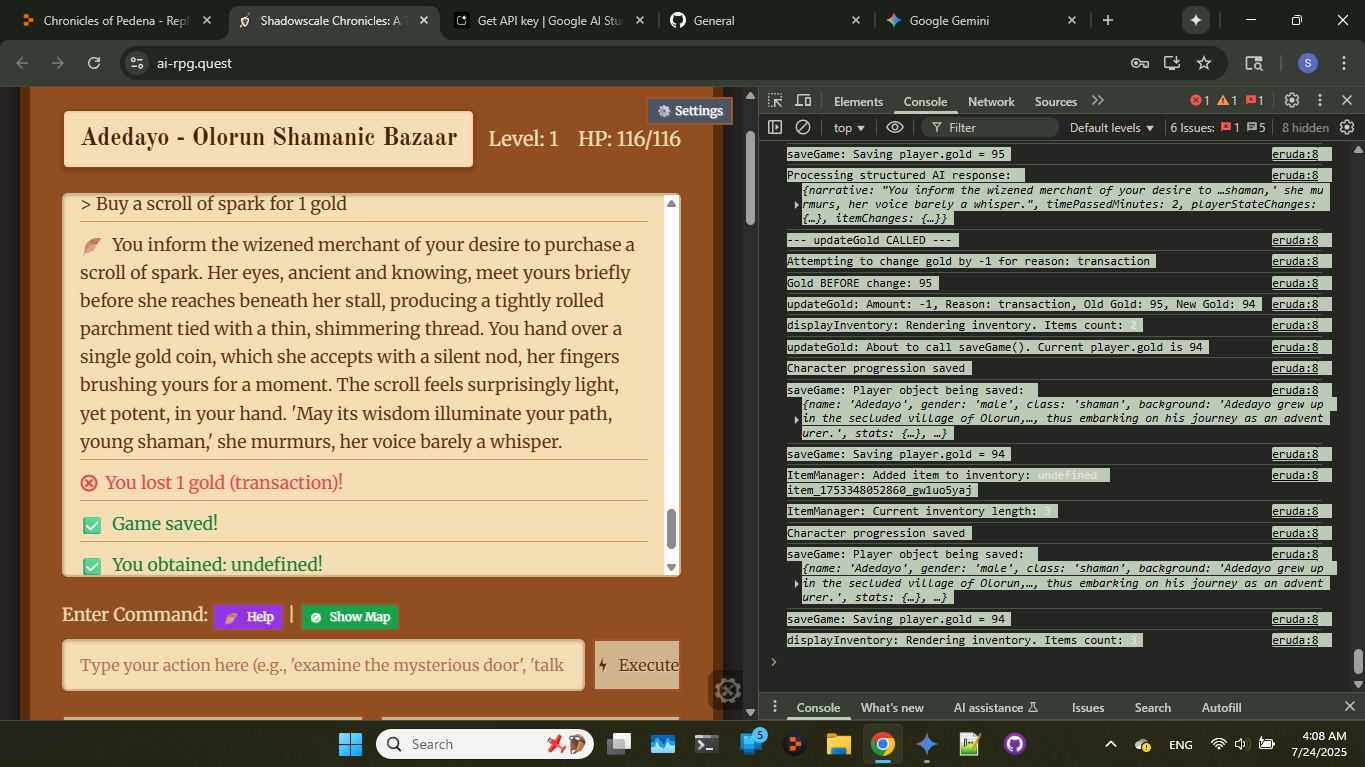 Chronicles of Pedena - Repl
Shadowscale Chronicles: A T
Get API key | Google AI Stu
General
Google Gemini
ai-rpg.quest
S
Settings
Adedayo - Olorun Shamanic Bazaar
Level: 1
HP: 116/116
> Buy a scroll of spark for 1 gold
You inform the wizened merchant of your desire to purchase a
scroll of spark. Her eyes, ancient and knowing, meet yours briefly
before she reaches beneath her stall, producing a tightly rolled
parchment tied with a thin, shimmering thread. You hand over a
single gold coin, which she accepts with a silent nod, her fingers
brushing yours for a moment. The scroll feels surprisingly light,
yet potent, in your hand. 'May its wisdom illuminate your path,
young shaman,' she murmurs, her voice barely a whisper.
You lost 1 gold (transaction)!
Game saved!
You obtained: undefined!
Enter Command: Help | Show Map
Type your action here (e.g., 'examine the mysterious door', 'talk
Execute
Elements Console Network Sources 1 1 1
top Filter Default levels 6 Issues: 1 5 8 hidden
saveGame: Saving player.gold = 95 eruda:8
Processing structured AI response: eruda:8
{narrative: "You inform the wizened merchant of your desire to …shaman,' she mu
rmurs, her voice barely a whisper.", timePassedMinutes: 2, playerStateChanges:
{…}, itemChanges: {…}}
--- updateGold CALLED --- eruda:8
Attempting to change gold by -1 for reason: transaction eruda:8
Gold BEFORE change: 95 eruda:8
updateGold: Amount: -1, Reason: transaction, Old Gold: 95, New Gold: 94 eruda:8
displayInventory: Rendering inventory. Items count: 2 eruda:8
updateGold: About to call saveGame(). Current player.gold is 94 eruda:8
Character progression saved eruda:8
saveGame: Player object being saved: eruda:8
{name: 'Adedayo', gender: 'male', class: 'shaman', background: 'Adedayo grew up
in the secluded village of Olorun,…, thus embarking on his journey as an advent
urer.', stats: {…}, …}
saveGame: Saving player.gold = 94 eruda:8
ItemManager: Added item to inventory: undefined eruda:8
item_1753348052860_gw1uo5yaj
ItemManager: Current inventory length: 3 eruda:8
Character progression saved eruda:8
saveGame: Player object being saved: eruda:8
{name: 'Adedayo', gender: 'male', class: 'shaman', background: 'Adedayo grew up
in the secluded village of Olorun,…, thus embarking on his journey as an advent
urer.', stats: {…}, …}
saveGame: Saving player.gold = 94 eruda:8
displayInventory: Rendering inventory. Items count: 3 eruda:8
Console What's new AI assistance Issues Search Autofill
Search
5
ENG
4:08 AM
7/24/2025